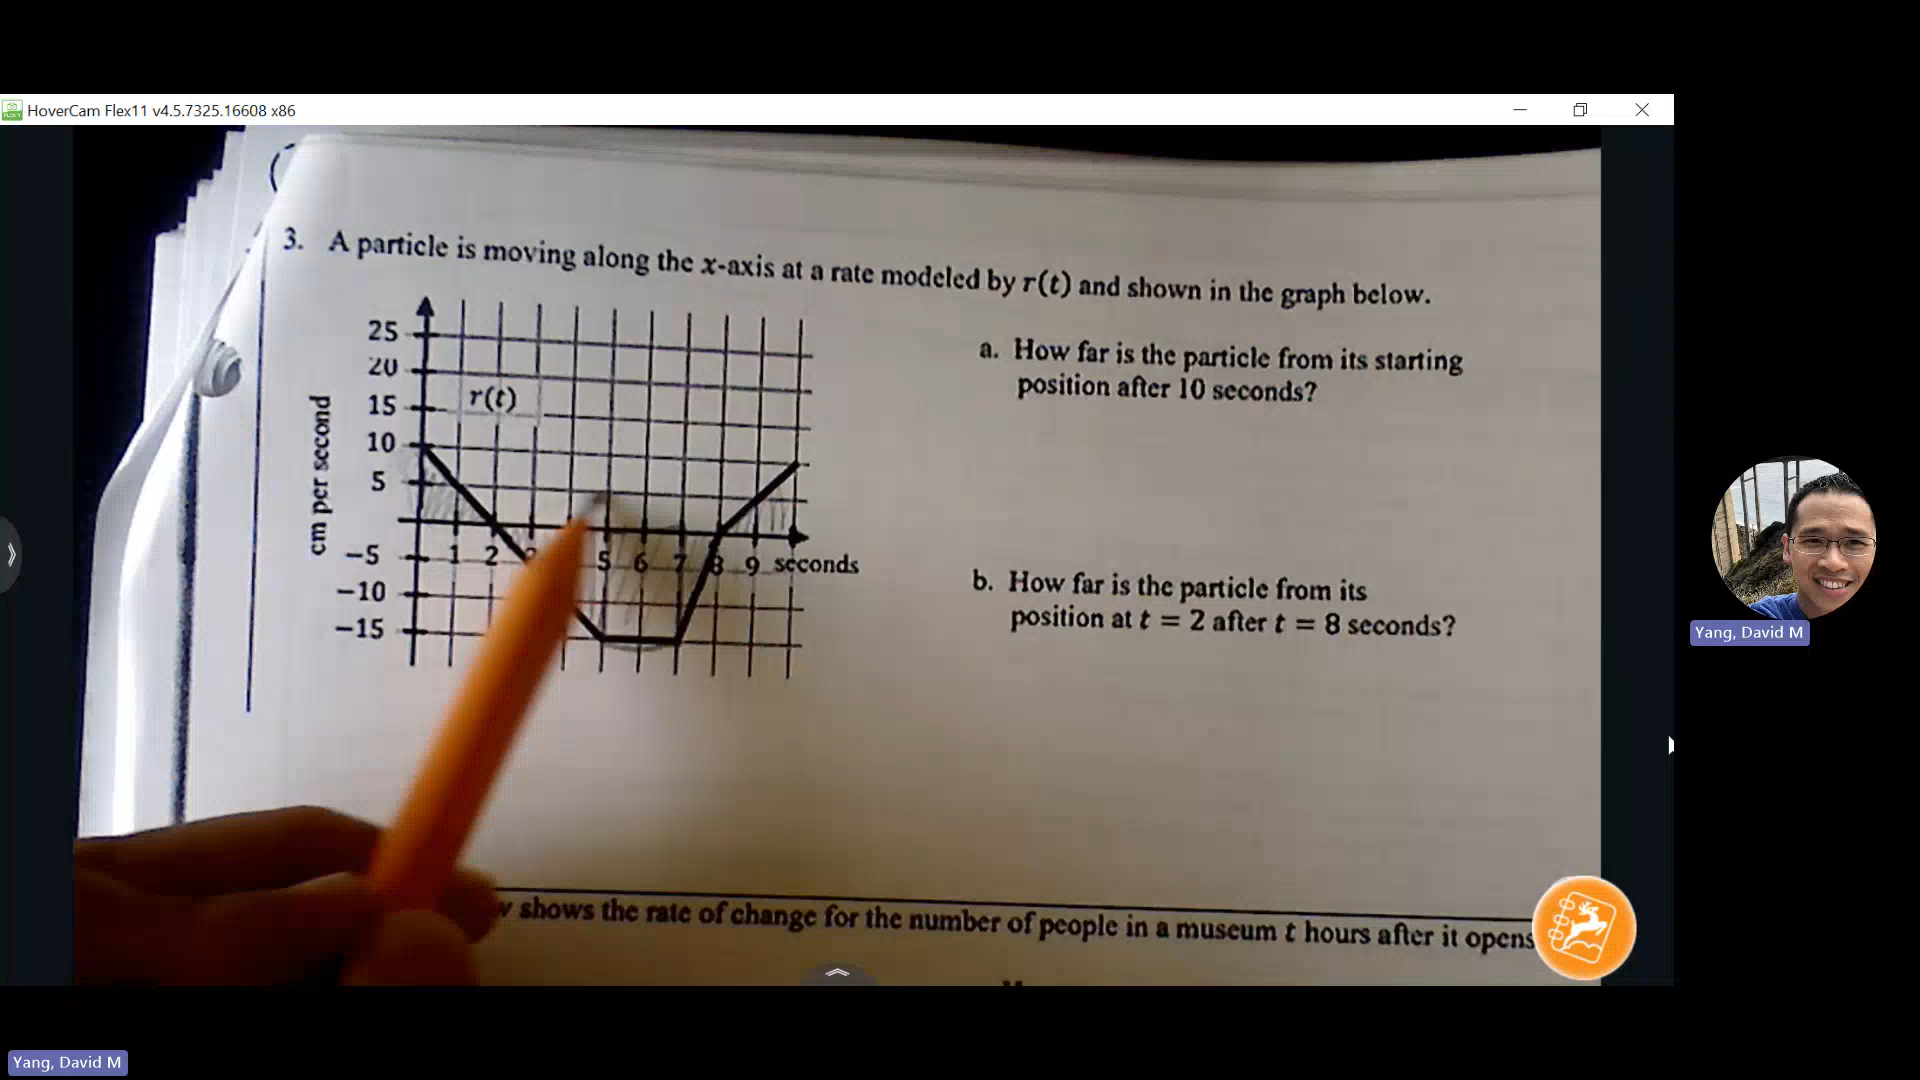 HoverCam Flex11 v4.5.7325.16608 x86
3. A particle is moving along the x-axis at a rate modeled by r(t) and shown in the graph below.
25
20
15
10
5
-5
-10
-15
cm per second
r(t)
1 2 3 5 6 7 8 9 seconds
a. How far is the particle from its starting
position after 10 seconds?
b. How far is the particle from its
position at t = 2 after t = 8 seconds?
shows the rate of change for the number of people in a museum t hours after it opens
Yang, David M
Yang, David M